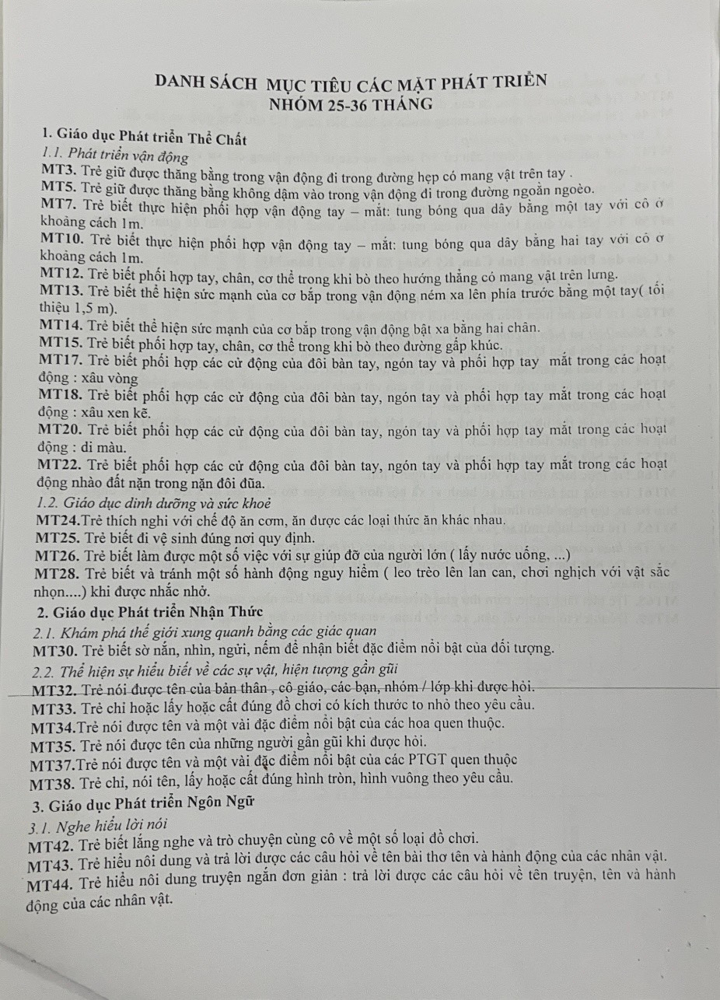 DANH SÁCH MỤC TIÊU CÁC MẶT PHÁT TRIỂN
NHÓM 25-36 THÁNG
1. Giáo dục Phát triển Thể Chất
1.1. Phát triển vận động
MT3. Trẻ giữ được thăng bằng trong vận động đi trong đường hẹp có mang vật trên tay .
MT5. Trẻ giữ được thăng bằng không dậm vào trong vận động đi trong đường ngoằn ngoèo.
MT7. Trẻ biết thực hiện phối hợp vận động tay – mắt: tung bóng qua dây bằng một tay với cô ở
khoảng cách 1m.
MT10. Trẻ biết thực hiện phối hợp vận động tay – mắt: tung bóng qua dây bằng hai tay với cô ơ
khoảng cách 1m.
MT12. Trẻ biết phối hợp tay, chân, cơ thể trong khi bò theo hướng thẳng có mang vật trên lưng.
MT13. Trẻ biết thể hiện sức mạnh của cơ bắp trong vận động ném xa lên phía trước bằng một tay( tối
thiệu 1,5 m).
MT14. Trẻ biết thể hiện sức mạnh của cơ bắp trong vận động bật xa bằng hai chân.
MT15. Trẻ biết phối hợp tay, chân, cơ thể trong khi bò theo đường gấp khúc.
MT17. Trẻ biết phối hợp các cử động của đôi bàn tay, ngón tay và phối hợp tay mắt trong các hoạt
động : xâu vòng
MT18. Trẻ biết phối hợp các cử động của đôi bàn tay, ngón tay và phối hợp tay mắt trong các hoạt
động : xâu xen kẽ.
MT20. Trẻ biết phối hợp các cử động của đôi bàn tay, ngón tay và phối hợp tay mắt trong các hoạt
động : di màu.
MT22. Trẻ biết phối hợp các cử động của đôi bàn tay, ngón tay và phối hợp tay mắt trong các hoạt
động nhào đất nặn trong nặn đôi đũa.
1.2. Giáo dục dinh dưỡng và sức khoẻ
MT24.Trẻ thích nghi với chế độ ăn cơm, ăn được các loại thức ăn khác nhau.
MT25. Trẻ biết đi vệ sinh đúng nơi quy định.
MT26. Trẻ biết làm được một số việc với sự giúp đỡ của người lớn ( lấy nước uống, ...)
MT28. Trẻ biết và tránh một số hành động nguy hiểm ( leo trèo lên lan can, chơi nghịch với vật sắc
nhọn....) khi được nhắc nhở.
2. Giáo dục Phát triển Nhận Thức
2.1. Khám phá thế giới xung quanh bằng các giác quan
MT30. Trẻ biết sờ nắn, nhìn, ngửi, nếm để nhận biết đặc điểm nổi bật của đối tượng.
2.2. Thể hiện sự hiểu biết về các sự vật, hiện tượng gần gũi
MT32. Trẻ nói được tên của bản thân , cô giáo, các bạn, nhóm / lớp khi được hỏi.
MT33. Trẻ chỉ hoặc lấy hoặc cất đúng đồ chơi có kích thước to nhỏ theo yêu cầu.
MT34.Trẻ nói được tên và một vài đặc điểm nổi bật của các hoa quen thuộc.
MT35. Trẻ nói được tên của những người gần gũi khi được hỏi.
MT37.Trẻ nói được tên và một vài đặc điểm nổi bật của các PTGT quen thuộc
MT38. Trẻ chỉ, nói tên, lấy hoặc cất đúng hình tròn, hình vuông theo yêu cầu.
3. Giáo dục Phát triển Ngôn Ngữ
3.1. Nghe hiểu lời nói
MT42. Trẻ biết lắng nghe và trò chuyện cùng cô về một số loại đồ chơi.
MT43. Trẻ hiểu nôi dung và trả lời được các câu hỏi về tên bài thơ tên và hành động của các nhân vật.
MT44. Trẻ hiểu nôi dung truyện ngắn đơn giản : trả lời được các câu hỏi về tên truyện, tên và hành
động của các nhân vật.